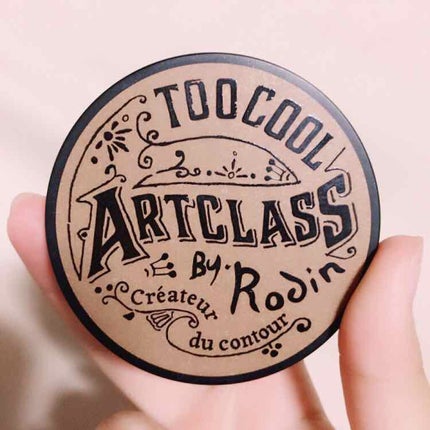 TOOCOOL
ARTCLASS
By. Rodin
Créateur
du contour